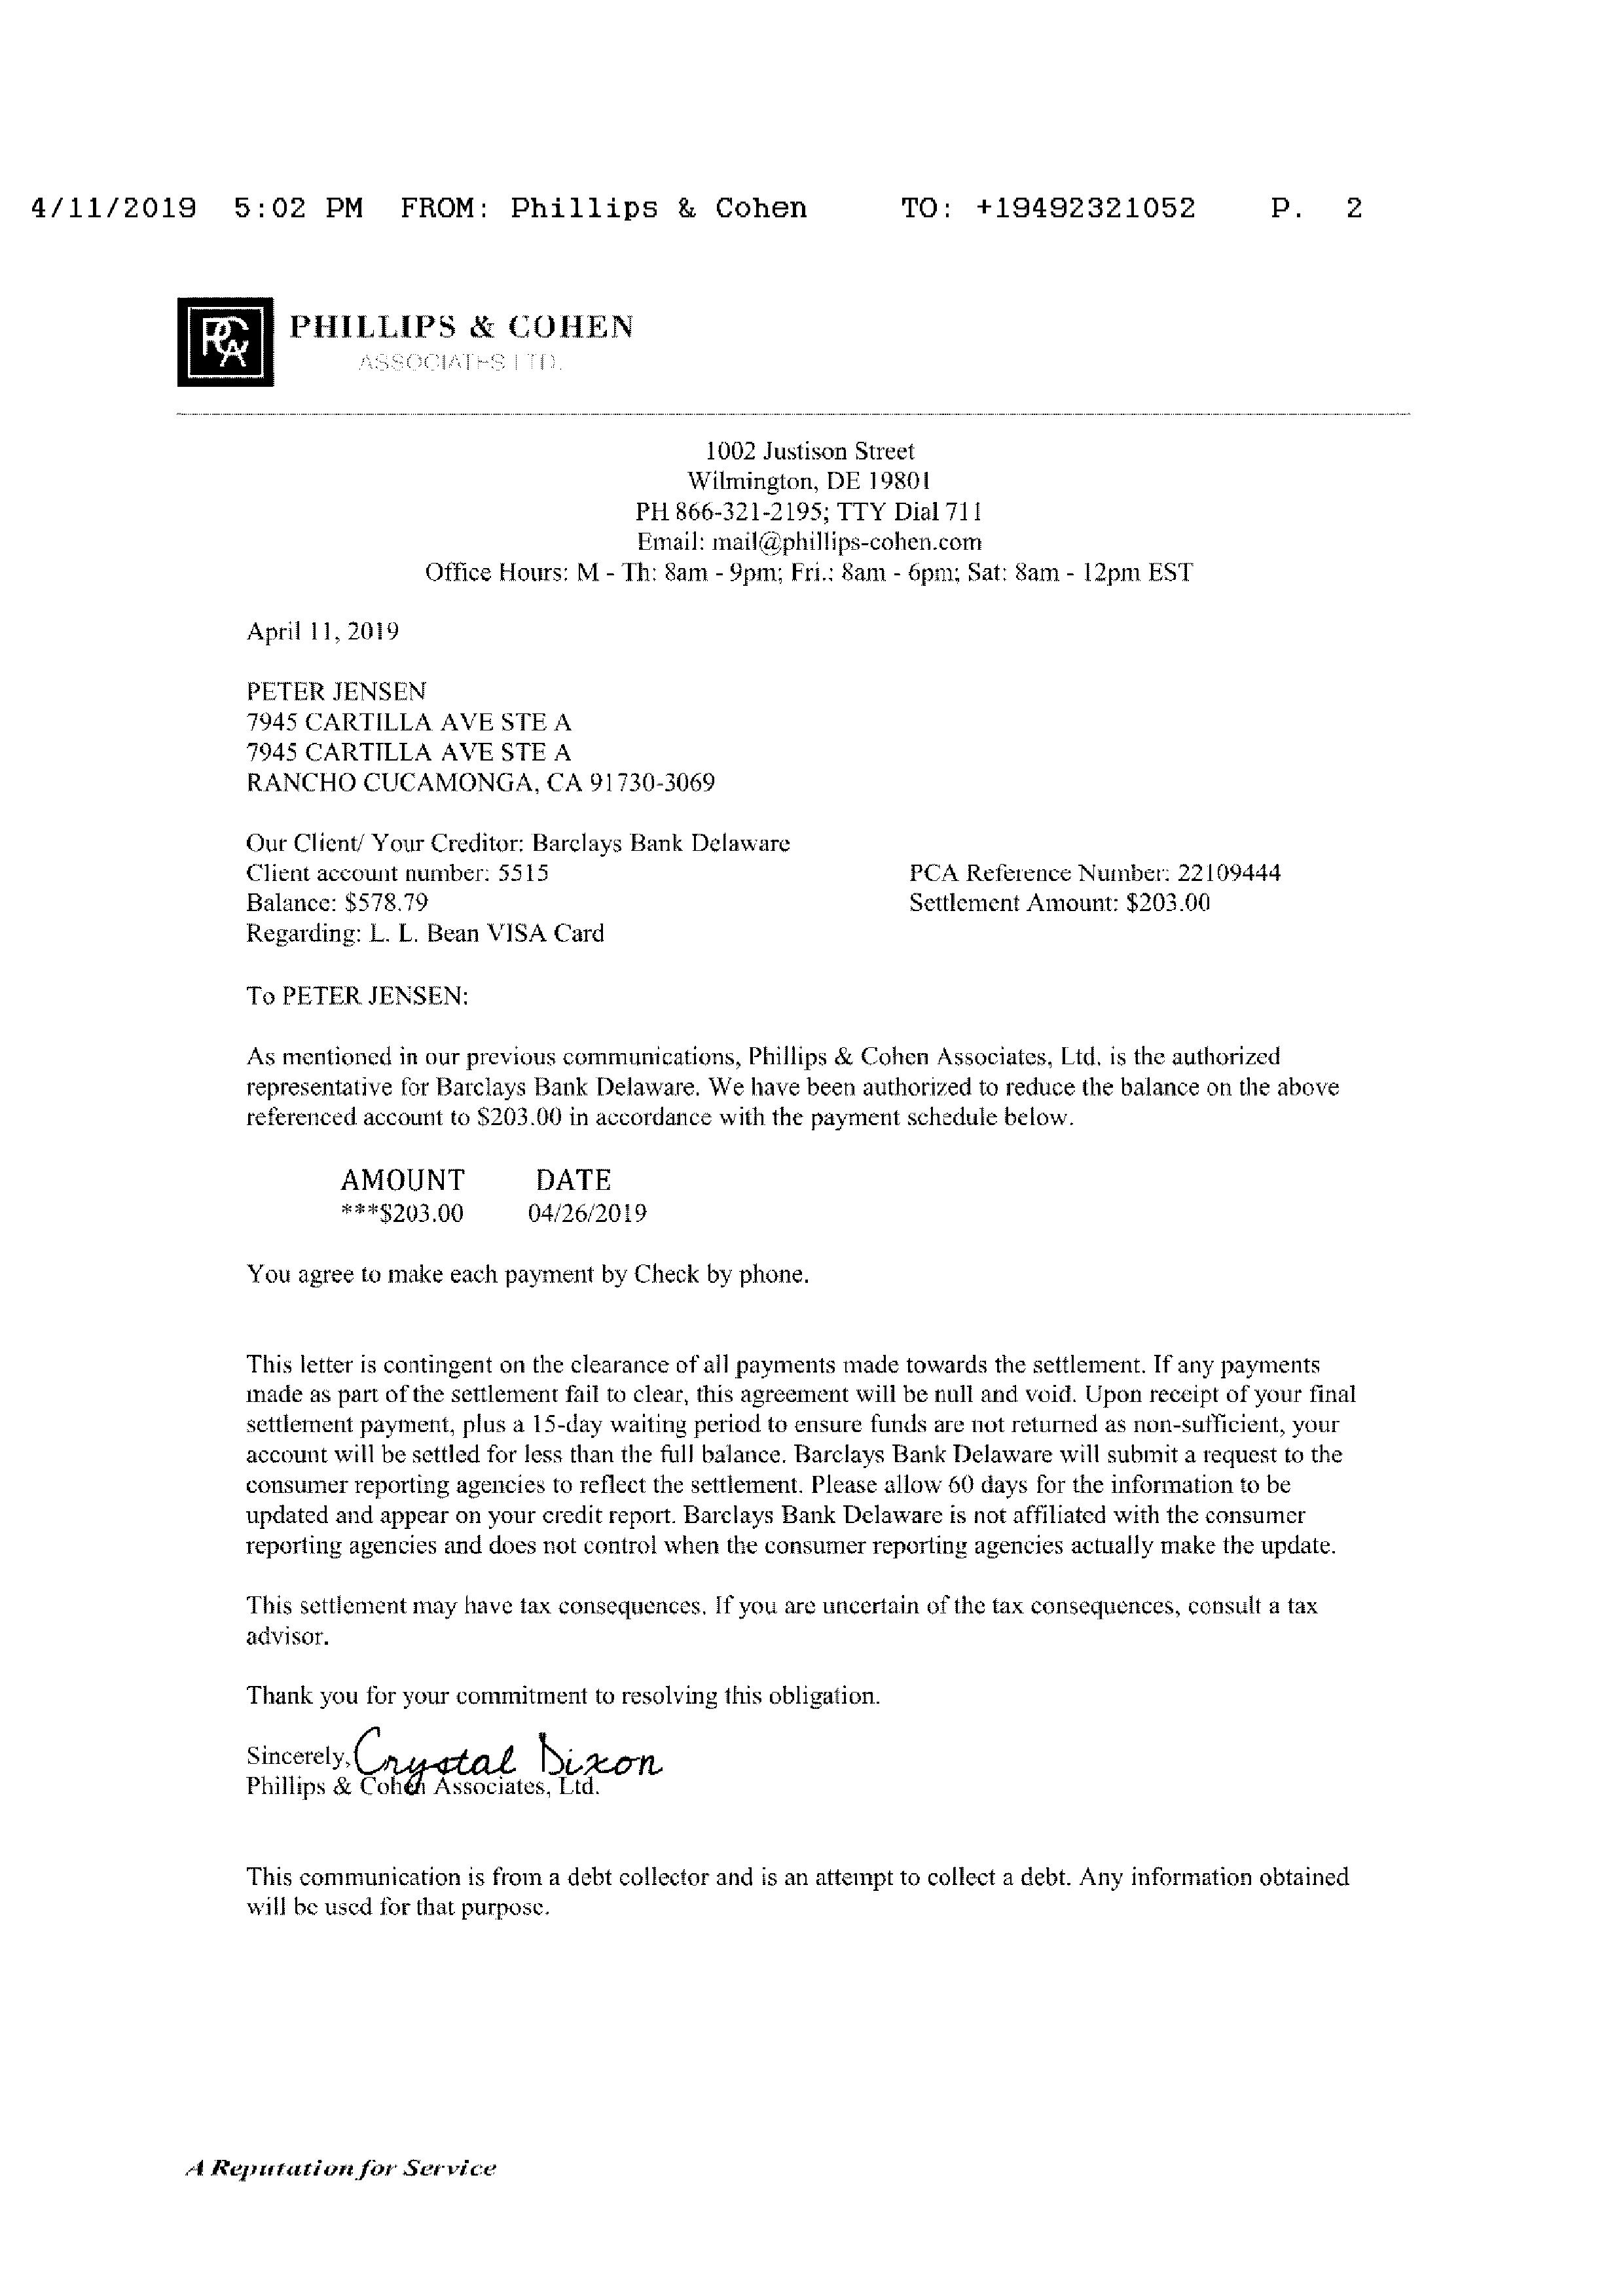 4/11/2019 5:02 PM FROM: Phillips & Cohen TO: +19492321052 P. 2
PCA
PHILLIPS & COHEN
ASSOCIATES LTD.
1002 Justison Street
Wilmington, DE 19801
PH 866-321-2195; TTY Dial 711
Email: mail@phillips-cohen.com
Office Hours: M - Th: 8am - 9pm; Fri.: 8am - 6pm; Sat: 8am - 12pm EST
April 11, 2019
PETER JENSEN
7945 CARTILLA AVE STE A
7945 CARTILLA AVE STE A
RANCHO CUCAMONGA, CA 91730-3069
Our Client/ Your Creditor: Barclays Bank Delaware
Client account number: 5515 PCA Reference Number: 22109444
Balance: $578.79 Settlement Amount: $203.00
Regarding: L. L. Bean VISA Card
To PETER JENSEN:
As mentioned in our previous communications, Phillips & Cohen Associates, Ltd. is the authorized
representative for Barclays Bank Delaware. We have been authorized to reduce the balance on the above
referenced account to $203.00 in accordance with the payment schedule below.
AMOUNT DATE
***$203.00 04/26/2019
You agree to make each payment by Check by phone.
This letter is contingent on the clearance of all payments made towards the settlement. If any payments
made as part of the settlement fail to clear, this agreement will be null and void. Upon receipt of your final
settlement payment, plus a 15-day waiting period to ensure funds are not returned as non-sufficient, your
account will be settled for less than the full balance. Barclays Bank Delaware will submit a request to the
consumer reporting agencies to reflect the settlement. Please allow 60 days for the information to be
updated and appear on your credit report. Barclays Bank Delaware is not affiliated with the consumer
reporting agencies and does not control when the consumer reporting agencies actually make the update.
This settlement may have tax consequences. If you are uncertain of the tax consequences, consult a tax
advisor.
Thank you for your commitment to resolving this obligation.
Sincerely, Crystal Dixon
Phillips & Cohen Associates, Ltd.
This communication is from a debt collector and is an attempt to collect a debt. Any information obtained
will be used for that purpose.
A Reputation for Service